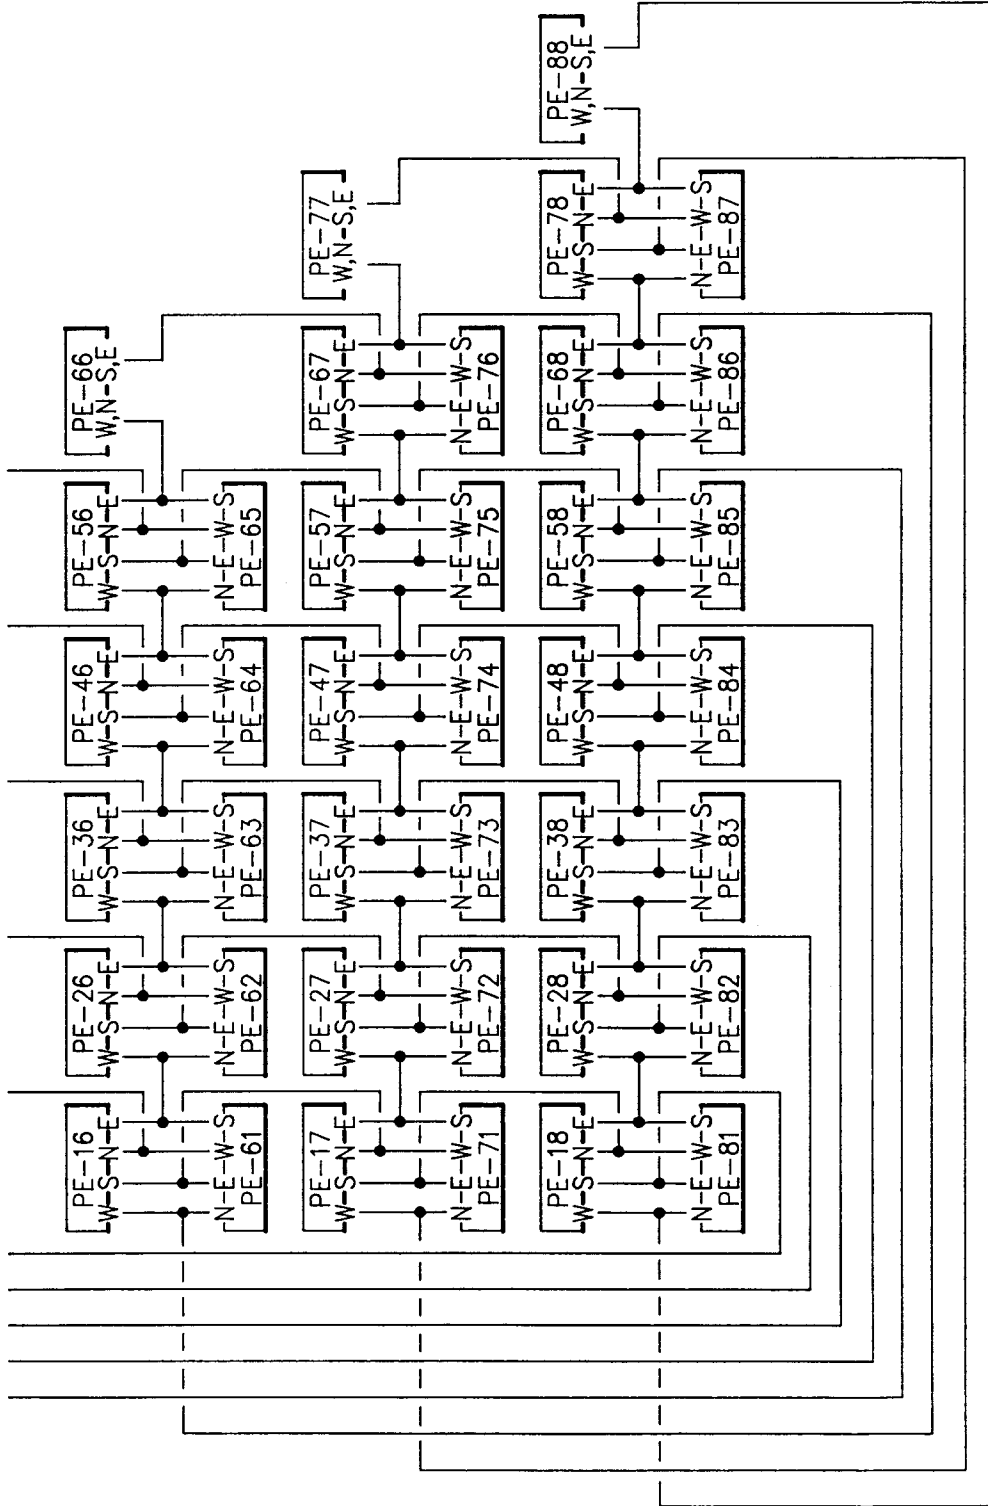 PE-16 PE-26 PE-36 PE-46 PE-56 PE-66
W-S-N-E W-S-N-E W-S-N-E W-S-N-E W-S-N-E W,N-S,E
N-E-W-S N-E-W-S N-E-W-S N-E-W-S N-E-W-S
PE-61 PE-62 PE-63 PE-64 PE-65
PE-17 PE-27 PE-37 PE-47 PE-57 PE-67 PE-77
W-S-N-E W-S-N-E W-S-N-E W-S-N-E W-S-N-E W-S-N-E W,N-S,E
N-E-W-S N-E-W-S N-E-W-S N-E-W-S N-E-W-S N-E-W-S
PE-71 PE-72 PE-73 PE-74 PE-75 PE-76
PE-18 PE-28 PE-38 PE-48 PE-58 PE-68 PE-78 PE-88
W-S-N-E W-S-N-E W-S-N-E W-S-N-E W-S-N-E W-S-N-E W-S-N-E W,N-S,E
N-E-W-S N-E-W-S N-E-W-S N-E-W-S N-E-W-S N-E-W-S N-E-W-S
PE-81 PE-82 PE-83 PE-84 PE-85 PE-86 PE-87